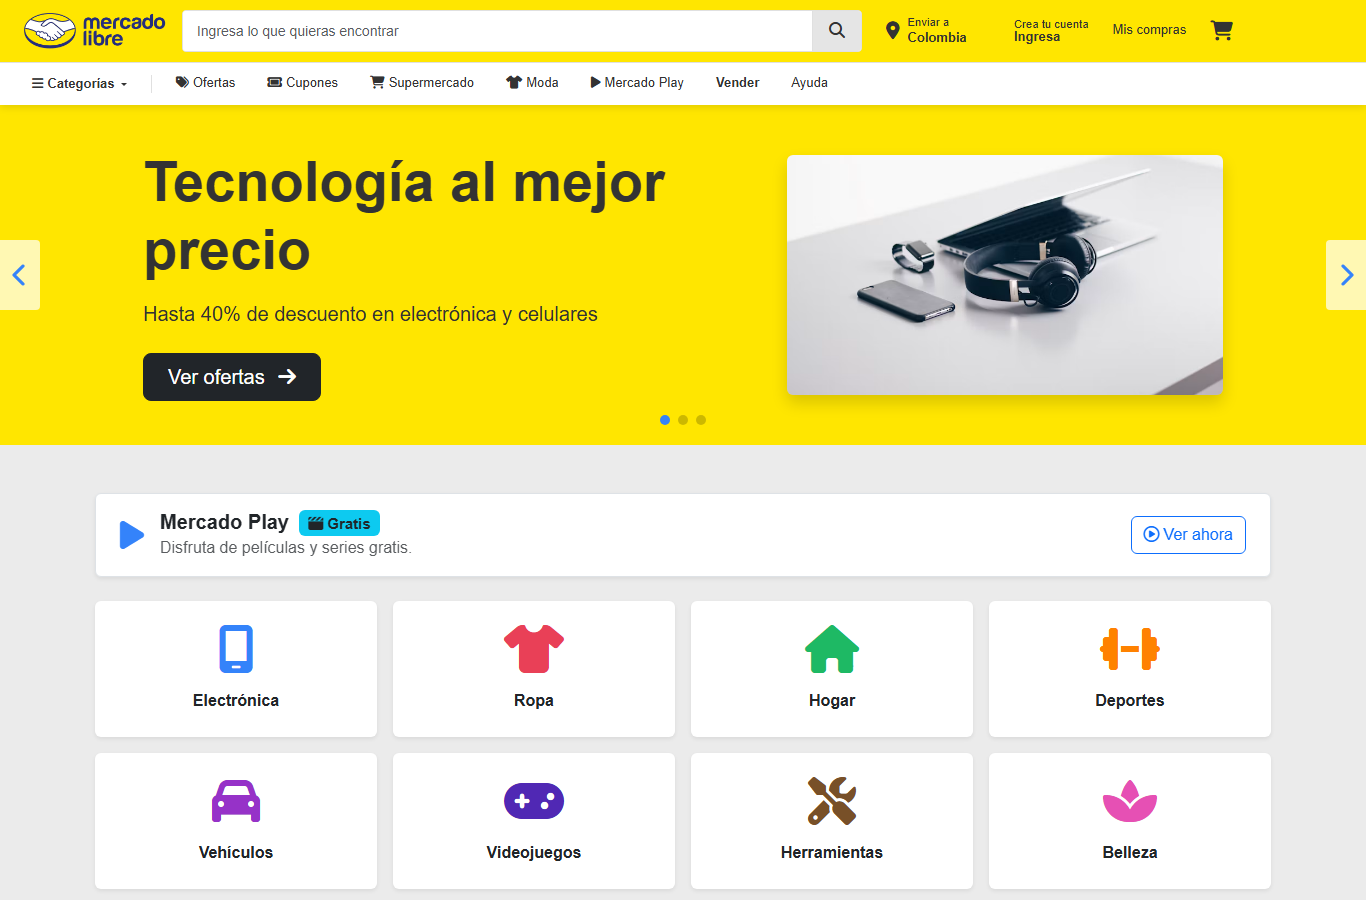 mercado
libre
Ingresa lo que quieras encontrar
Enviar a
Colombia
Crea tu cuenta
Ingresa
Mis compras
Categorías
Ofertas
Cupones
Supermercado
Moda
Mercado Play
Vender
Ayuda
Tecnología al mejor
precio
Hasta 40% de descuento en electrónica y celulares
Ver ofertas
Mercado Play
Gratis
Disfruta de películas y series gratis.
Ver ahora
Electrónica
Ropa
Hogar
Deportes
Vehículos
Videojuegos
Herramientas
Belleza